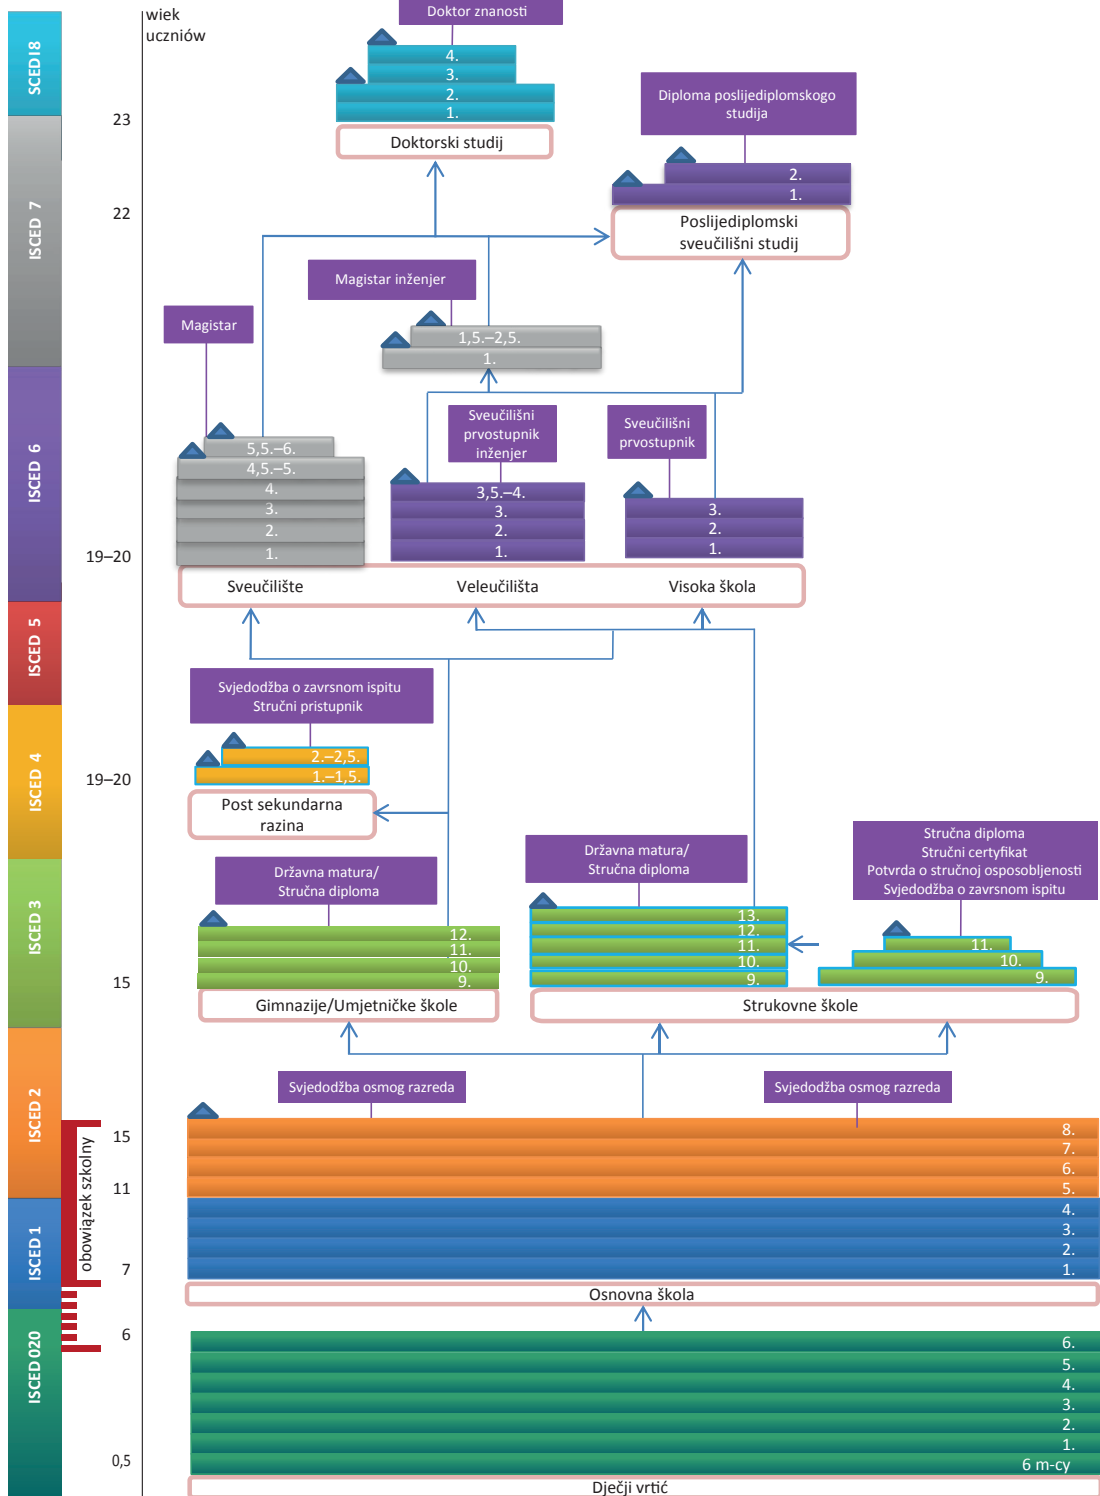 wiek
uczniów
Doktor znanosti
SCED I8
4.
3.
2.
1.
23
Doktorski studij
Diploma poslijediplomskogo
studija
2.
1.
22
Poslijediplomski
sveučilišni studij
ISCED 7
Magistar inženjer
Magistar
1,5.–2,5.
1.
Sveučilišni
prvostupnik
inženjer
Sveučilišni
prvostupnik
ISCED 6
5,5.–6.
4,5.–5.
4.
3.
2.
1.
3,5.–4.
3.
2.
1.
3.
2.
1.
19–20
Sveučilište
Veleučilišta
Visoka škola
ISCED 5
Svjedodžba o zavrsnom ispitu
Stručni pristupnik
ISCED 4
2.–2,5.
1.–1,5.
19–20
Post sekundarna
razina
Državna matura/
Stručna diploma
Državna matura/
Stručna diploma
Stručna diploma
Stručni certyfikat
Potvrda o stručnoj osposobljenosti
Svjedodžba o zavrsnom ispitu
ISCED 3
12.
11.
10.
9.
13.
12.
11.
10.
9.
11.
10.
9.
15
Gimnazije/Umjetničke škole
Strukovne škole
ISCED 2
Svjedodžba osmog razreda
Svjedodžba osmog razreda
15
11
8.
7.
6.
5.
obowiązek szkolny
ISCED 1
4.
3.
2.
1.
7
Osnovna škola
6
ISCED 020
6.
5.
4.
3.
2.
1.
6 m-cy
0,5
Dječji vrtić